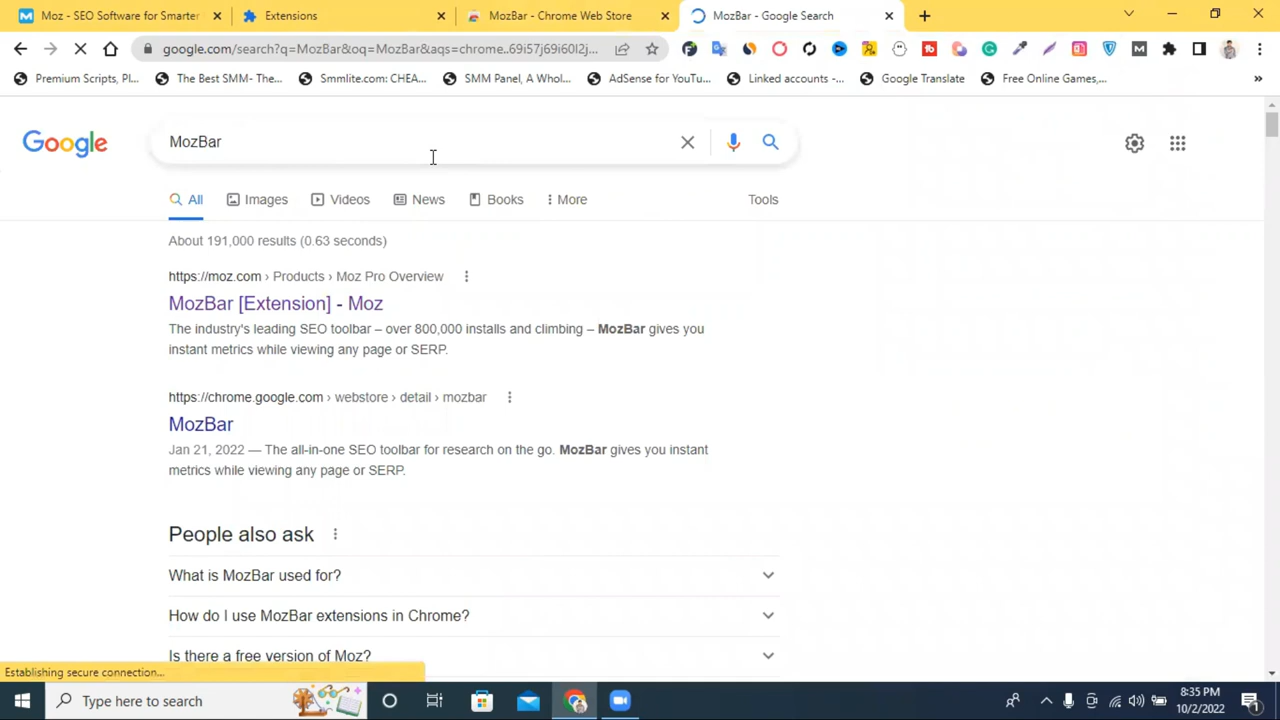 Moz - SEO Software for Smarter
Extensions
MozBar - Chrome Web Store
MozBar - Google Search
google.com/search?q=MozBar&oq=MozBar&aqs=chrome..69i57j69i60l2j...
Premium Scripts, Pl...
The Best SMM- The...
Smmlite.com: CHEA...
SMM Panel, A Whol...
AdSense for YouTu...
Linked accounts -...
Google Translate
Free Online Games,...
Google
MozBar
All
Images
Videos
News
Books
More
Tools
About 191,000 results (0.63 seconds)
https://moz.com › Products › Moz Pro Overview
MozBar [Extension] - Moz
The industry's leading SEO toolbar – over 800,000 installs and climbing – MozBar gives you
instant metrics while viewing any page or SERP.
https://chrome.google.com › webstore › detail › mozbar
MozBar
Jan 21, 2022 — The all-in-one SEO toolbar for research on the go. MozBar gives you instant
metrics while viewing any page or SERP.
People also ask
What is MozBar used for?
How do I use MozBar extensions in Chrome?
Is there a free version of Moz?
Establishing secure connection...
Type here to search
8:35 PM
10/2/2022